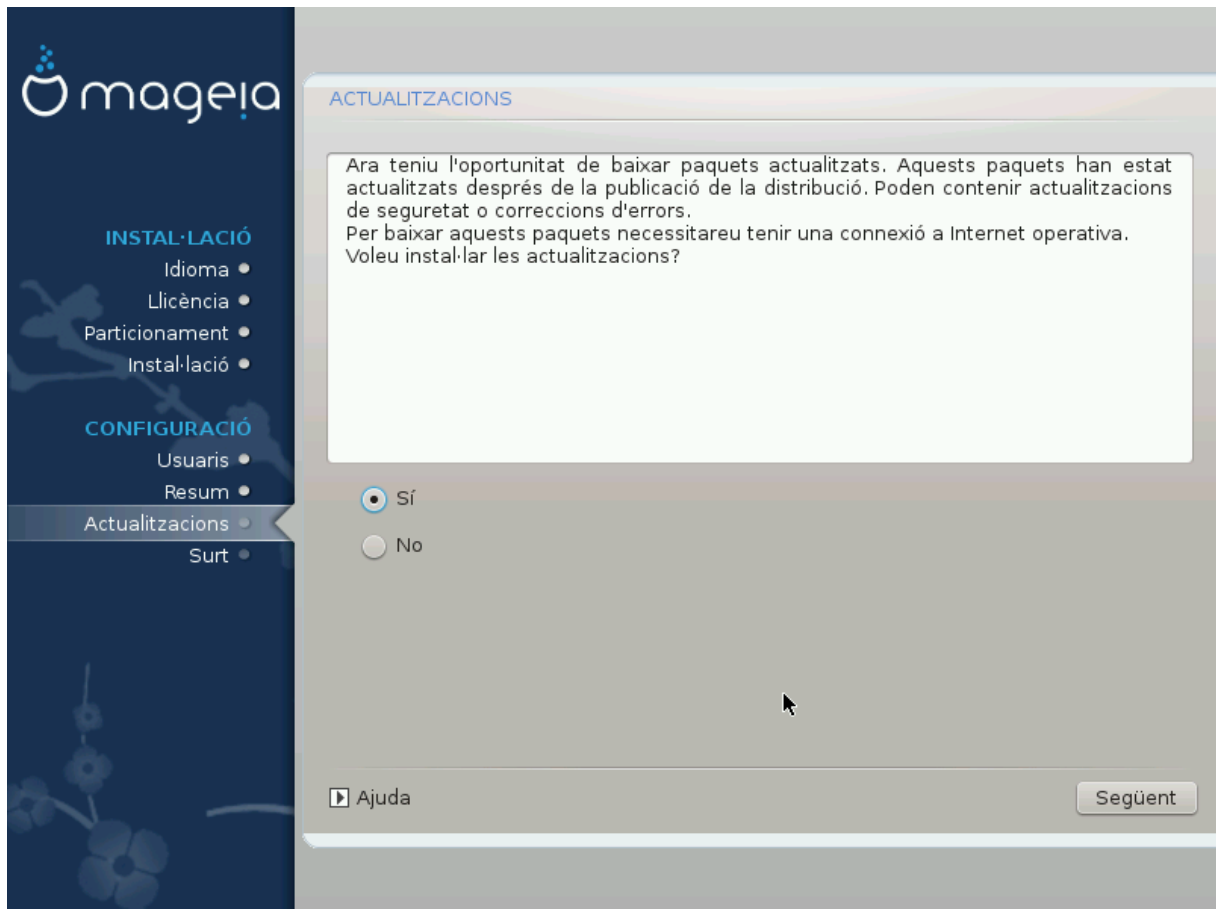 mageia
INSTAL·LACIÓ
Idioma
Llicència
Particionament
Instal·lació
CONFIGURACIÓ
Usuaris
Resum
Actualitzacions
Surt
ACTUALITZACIONS
Ara teniu l'oportunitat de baixar paquets actualitzats. Aquests paquets han estat
actualitzats després de la publicació de la distribució. Poden contenir actualitzacions
de seguretat o correccions d'errors.
Per baixar aquests paquets necessitareu tenir una connexió a Internet operativa.
Voleu instal·lar les actualitzacions?
Sí
No
Ajuda
Següent